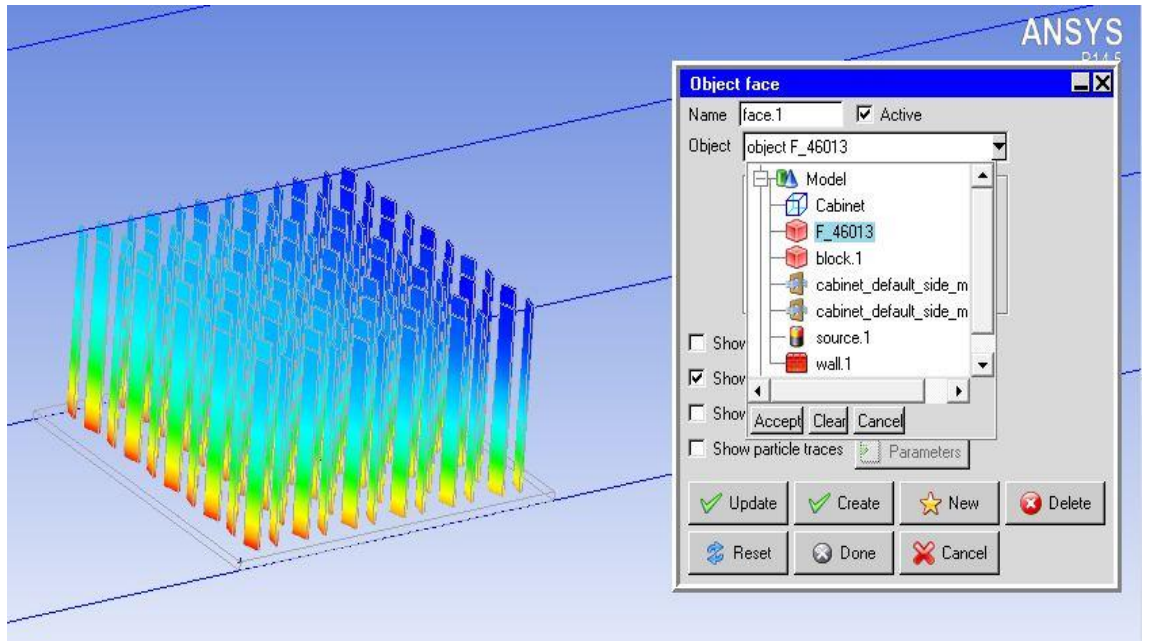 ANSYS
R14.5
Object face
Name face.1 Active
Object object F_46013
Model
Cabinet
F_46013
block.1
cabinet_default_side_m
cabinet_default_side_m
source.1
wall.1
Show
Show
Show
Accept Clear Cancel
Show particle traces Parameters
Update Create New Delete
Reset Done Cancel